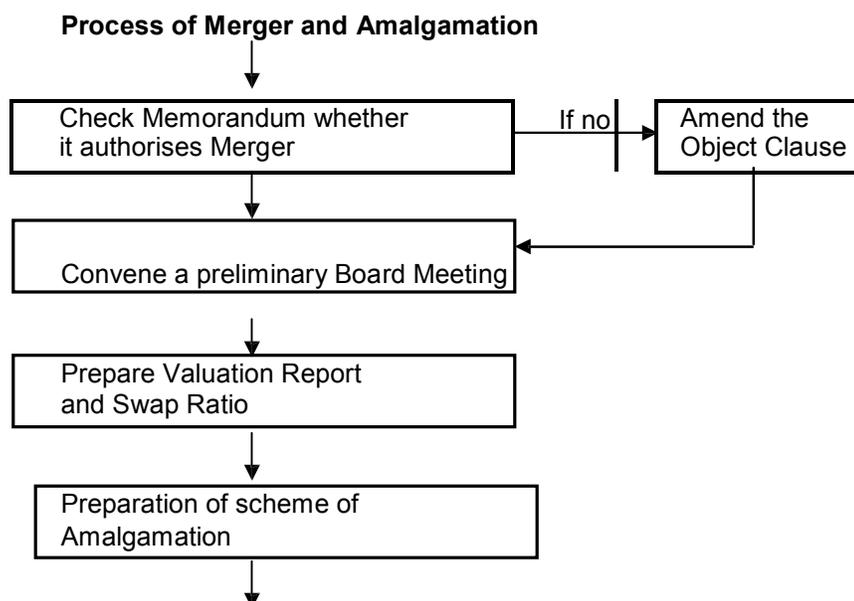 Process of Merger and Amalgamation
Check Memorandum whether
it authorises Merger
If no
Amend the
Object Clause
Convene a preliminary Board Meeting
Prepare Valuation Report
and Swap Ratio
Preparation of scheme of
Amalgamation